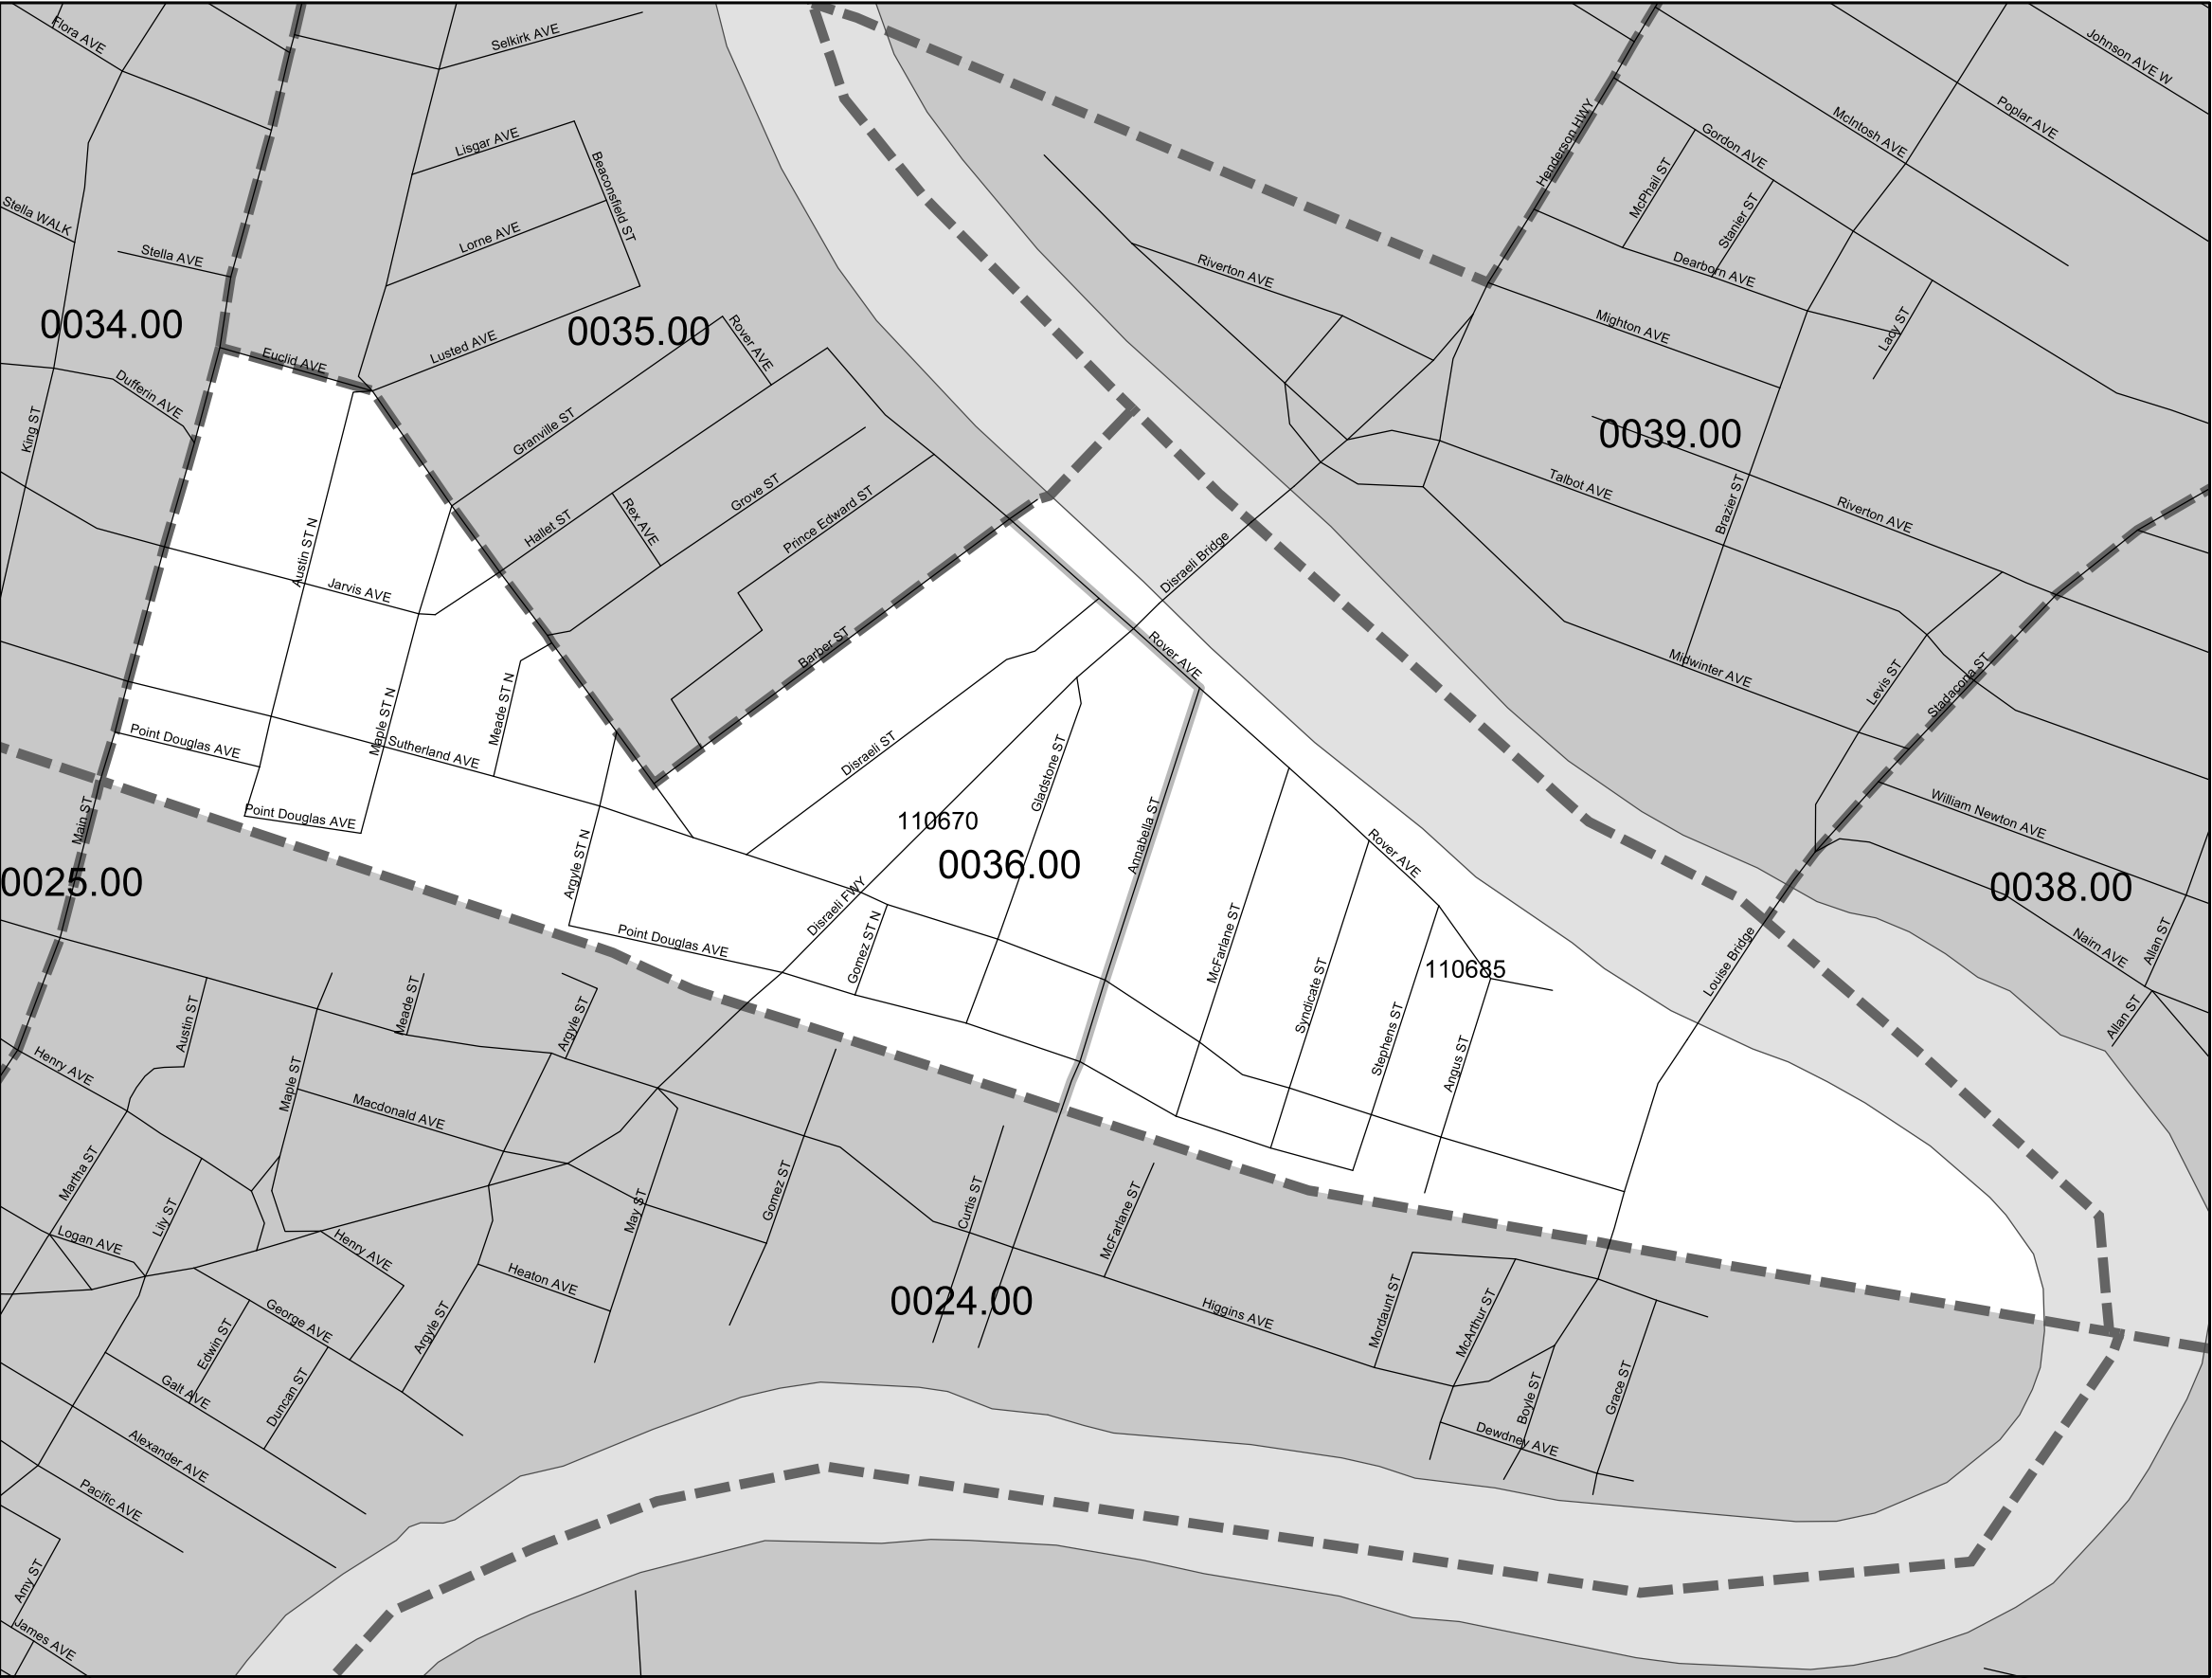 Flora AVE
Selkirk AVE
Johnson AVE W
Poplar AVE
McIntosh AVE
Henderson HWY
Gordon AVE
McPhail ST
Stanier ST
Lisgar AVE
Beaconsfield ST
Stella WALK
Stella AVE
Lorne AVE
Riverton AVE
Dearborn AVE
0034.00
0035.00
Rover AVE
Mighton AVE
Lady ST
Euclid AVE
Lusted AVE
Dufferin AVE
King ST
Granville ST
0039.00
Talbot AVE
Brazier ST
Riverton AVE
Hallet ST
Rex AVE
Grove ST
Prince Edward ST
Austin ST N
Jarvis AVE
Disraeli Bridge
Barber ST
Rover AVE
Midwinter AVE
Levis ST
Stadacona ST
Point Douglas AVE
Maple ST N
Sutherland AVE
Meade ST N
Disraeli ST
Gladstone ST
Main ST
Point Douglas AVE
110670
Annabella ST
William Newton AVE
0025.00
Argyle ST N
0036.00
Rover AVE
0038.00
Disraeli FWY
Point Douglas AVE
Gomez ST N
McFarlane ST
110685
Louise Bridge
Nairn AVE
Allan ST
Allan ST
Syndicate ST
Stephens ST
Angus ST
Austin ST
Meade ST
Argyle ST
Henry AVE
Maple ST
Macdonald AVE
Martha ST
Lily ST
May ST
Gomez ST
Curtis ST
McFarlane ST
Logan AVE
Henry AVE
Heaton AVE
0024.00
Higgins AVE
Mordaunt ST
McArthur ST
George AVE
Edwin ST
Argyle ST
Galt AVE
Duncan ST
Boyle ST
Grace ST
Dewdney AVE
Alexander AVE
Pacific AVE
Amy ST
James AVE